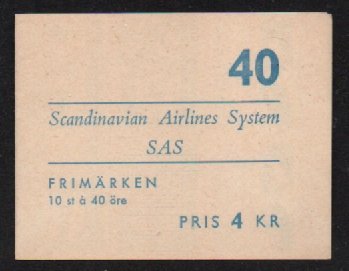 40
Scandinavian Airlines System
SAS
FRIMÄRKEN
10 st à 40 öre
PRIS 4 KR